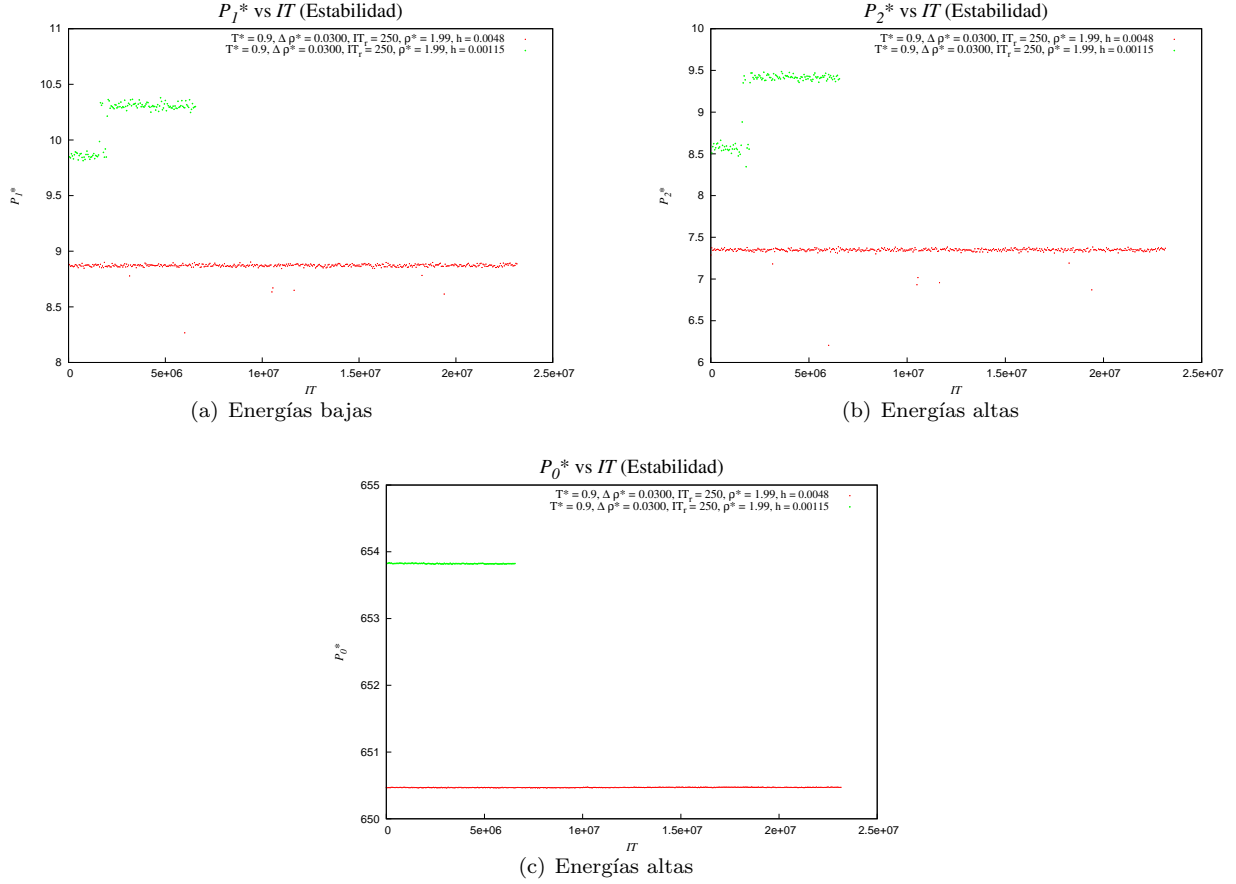 P1* vs IT (Estabilidad)
T* = 0.9, Δ ρ* = 0.0300, ITr = 250, ρ* = 1.99, h = 0.0048
T* = 0.9, Δ ρ* = 0.0300, ITr = 250, ρ* = 1.99, h = 0.00115
11
10.5
10
9.5
9
8.5
8
P1*
0 5e+06 1e+07 1.5e+07 2e+07 2.5e+07
IT
(a) Energías bajas
P2* vs IT (Estabilidad)
T* = 0.9, Δ ρ* = 0.0300, ITr = 250, ρ* = 1.99, h = 0.0048
T* = 0.9, Δ ρ* = 0.0300, ITr = 250, ρ* = 1.99, h = 0.00115
10
9.5
9
8.5
8
7.5
7
6.5
6
P2*
0 5e+06 1e+07 1.5e+07 2e+07 2.5e+07
IT
(b) Energías altas
P0* vs IT (Estabilidad)
T* = 0.9, Δ ρ* = 0.0300, ITr = 250, ρ* = 1.99, h = 0.0048
T* = 0.9, Δ ρ* = 0.0300, ITr = 250, ρ* = 1.99, h = 0.00115
655
654
653
652
651
650
P0*
0 5e+06 1e+07 1.5e+07 2e+07 2.5e+07
IT
(c) Energías altas